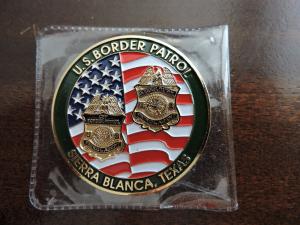 U.S. BORDER PATROL
SIERRA BLANCA, TEXAS